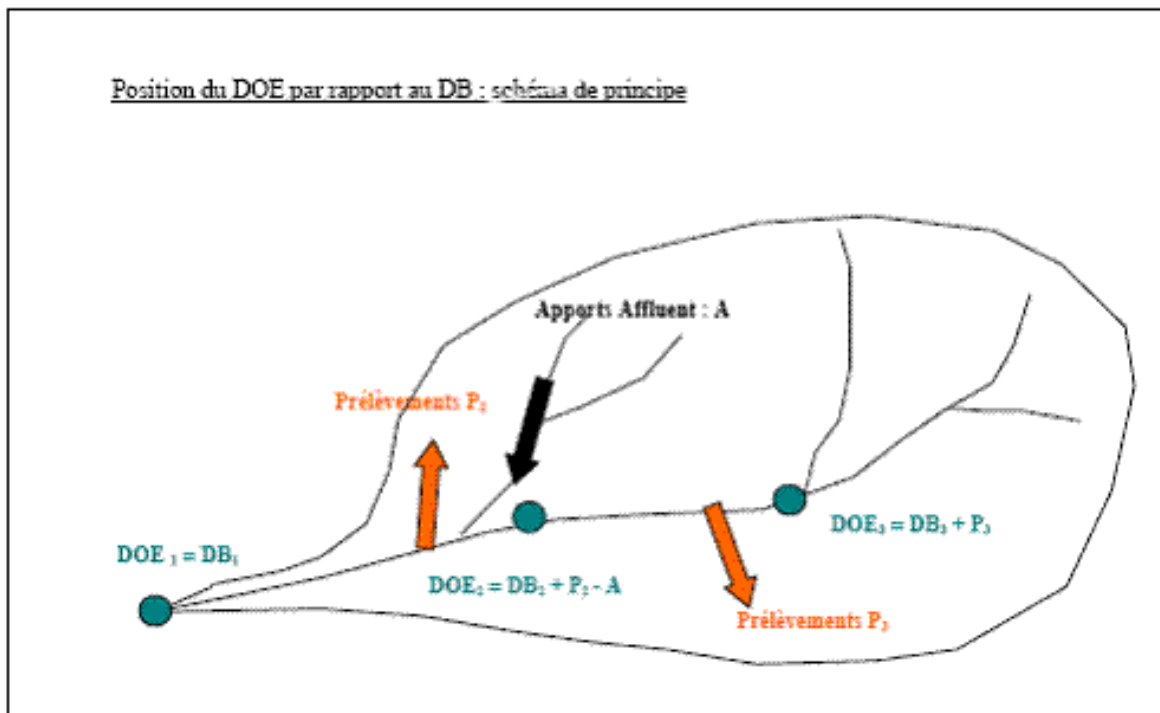 Position du DOE par rapport au DB : schéma de principe
Apports Affluent : A
Prélèvements P₂
DOE ₁ = DB₁
DOE₂ = DB₂ + P₂ - A
DOE₃ = DB₃ + P₃
Prélèvements P₃